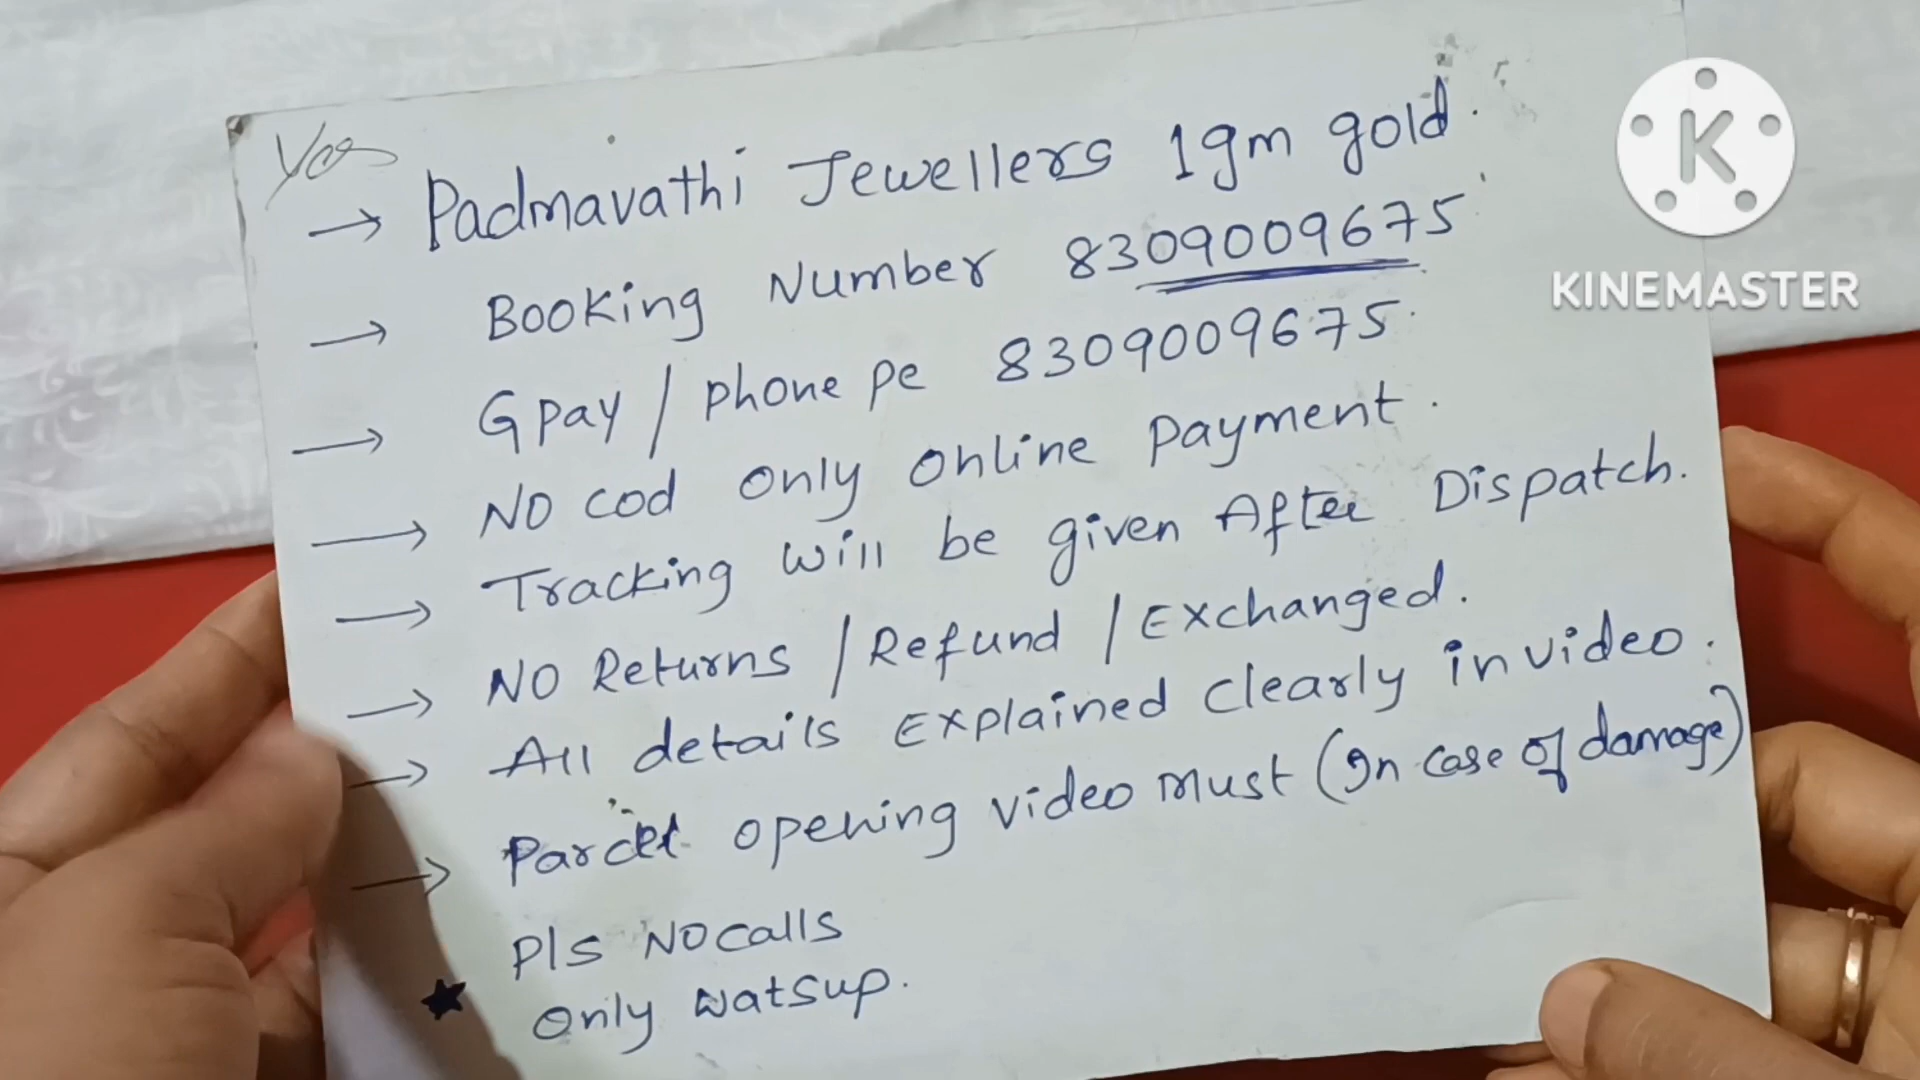 Yes
→ Padmavathi Jewellers 1gm gold.
→ Booking Number 8309009675
→ Gpay / phone pe 8309009675.
→ NO cod only online payment.
→ Tracking will be given After Dispatch.
→ NO Returns / Refund / Exchanged.
→ All details Explained clearly in video.
→ Parcel opening video must (In case of damage)
Pls NO calls
★ only watsup.
K
KINEMASTER